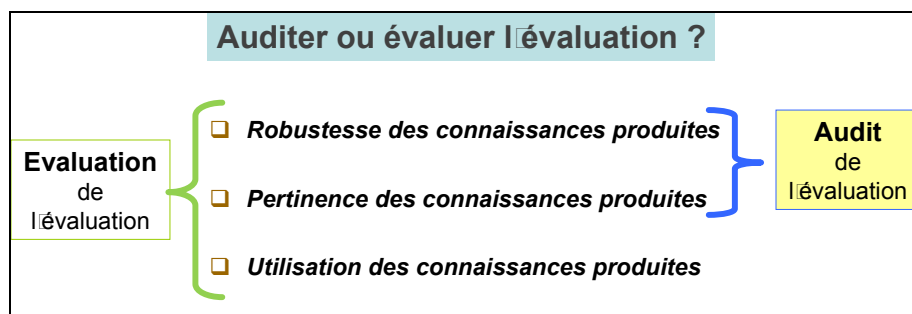 Auditer ou évaluer l évaluation ?
Evaluation
de
l évaluation
❑ Robustesse des connaissances produites
❑ Pertinence des connaissances produites
❑ Utilisation des connaissances produites
Audit
de
l évaluation